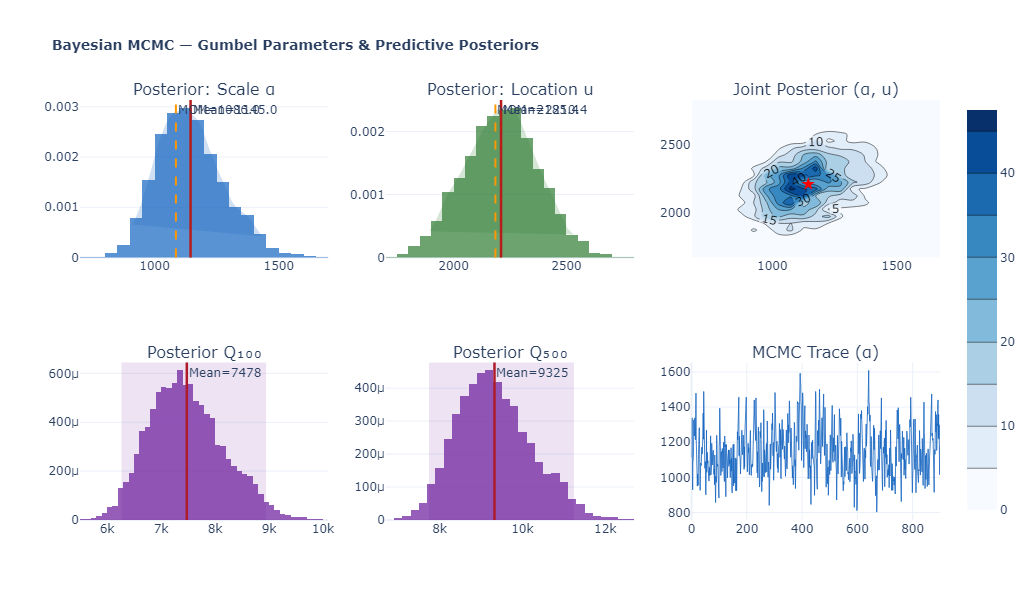 Bayesian MCMC — Gumbel Parameters & Predictive Posteriors
Posterior: Scale α
Mean=1145.0
0.003
0.002
0.001
0
1000 1500
Posterior: Location u
0.002
0.001
0
2000 2500
Joint Posterior (α, u)
2500
2000
10
20
25
40
30
5
15
1000 1500
40
30
20
10
0
Posterior Q₁₀₀
Mean=7478
600μ
400μ
200μ
0
6k 7k 8k 9k 10k
Posterior Q₅₀₀
Mean=9325
400μ
300μ
200μ
100μ
0
8k 10k 12k
MCMC Trace (α)
1600
1400
1200
1000
800
0 200 400 600 800